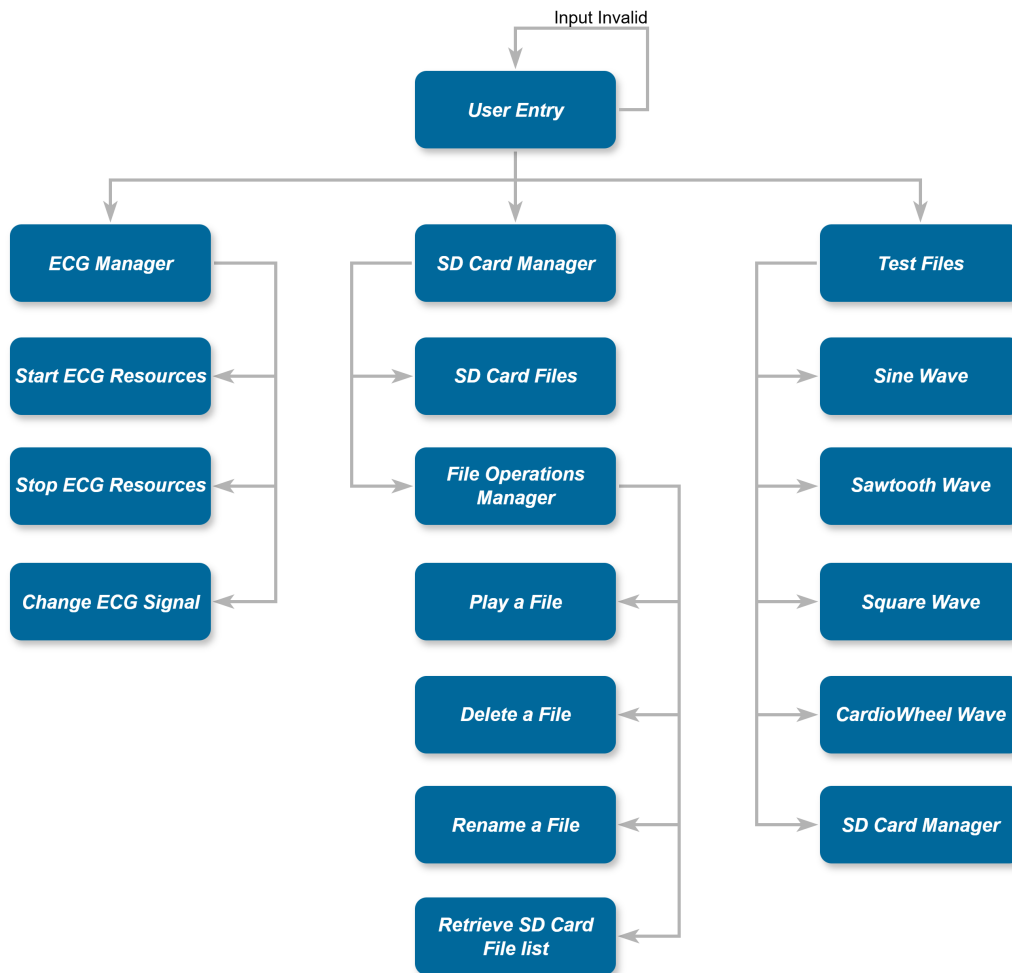 Input Invalid
User Entry
ECG Manager
SD Card Manager
Test Files
Start ECG Resources
SD Card Files
Sine Wave
Stop ECG Resources
File Operations
Manager
Sawtooth Wave
Change ECG Signal
Play a File
Square Wave
Delete a File
CardioWheel Wave
Rename a File
SD Card Manager
Retrieve SD Card
File list